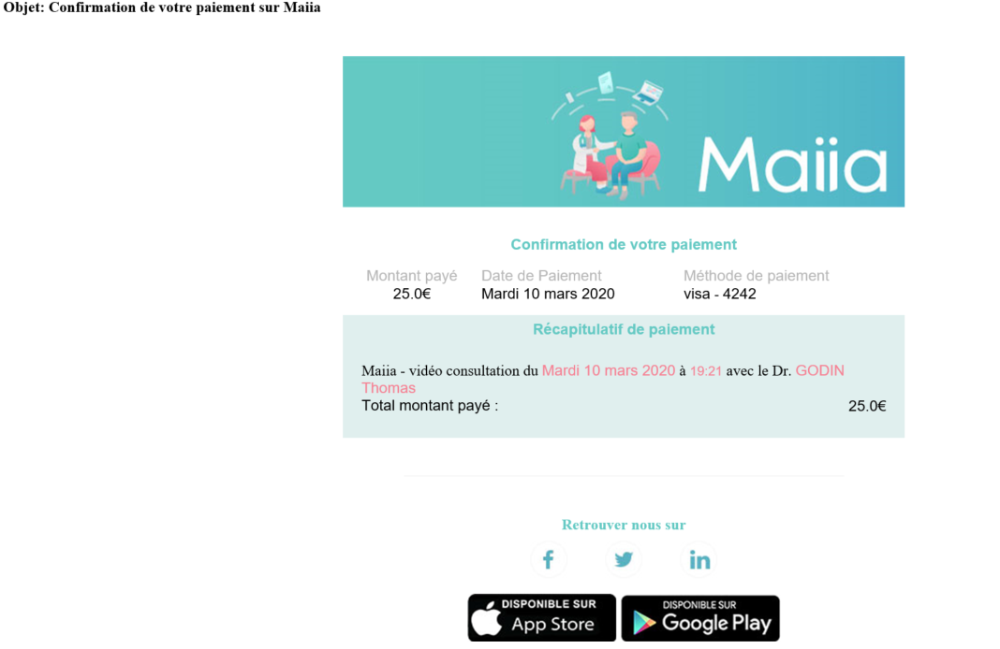 Objet: Confirmation de votre paiement sur Maiia
Maiia
Confirmation de votre paiement
Montant payé Date de Paiement Méthode de paiement
25.0€ Mardi 10 mars 2020 visa - 4242
Récapitulatif de paiement
Maiia - vidéo consultation du Mardi 10 mars 2020 à 19:21 avec le Dr. GODIN
Thomas
Total montant payé : 25.0€
Retrouver nous sur
f in
DISPONIBLE SUR DISPONIBLE SUR
App Store Google Play